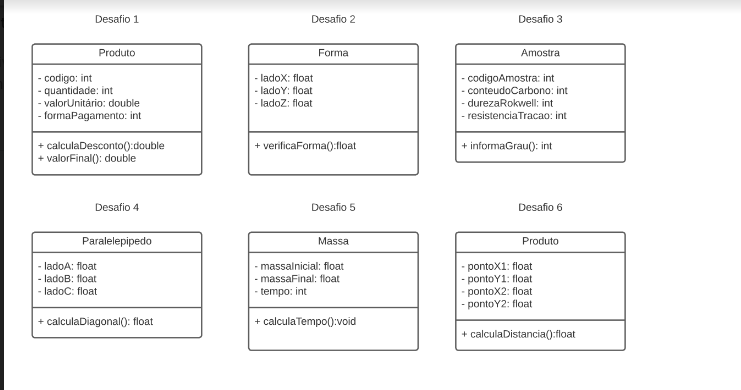 Desafio 1
Produto
- codigo: int
- quantidade: int
- valorUnitário: double
- formaPagamento: int
+ calculaDesconto():double
+ valorFinal(): double
Desafio 2
Forma
- ladoX: float
- ladoY: float
- ladoZ: float
+ verificaForma():float
Desafio 3
Amostra
- codigoAmostra: int
- conteudoCarbono: int
- durezaRokwell: int
- resistenciaTracao: int
+ informaGrau(): int
Desafio 4
Paralelepipedo
- ladoA: float
- ladoB: float
- ladoC: float
+ calculaDiagonal(): float
Desafio 5
Massa
- massaInicial: float
- massaFinal: float
- tempo: int
+ calculaTempo():void
Desafio 6
Produto
- pontoX1: float
- pontoY1: float
- pontoX2: float
- pontoY2: float
+ calculaDistancia():float